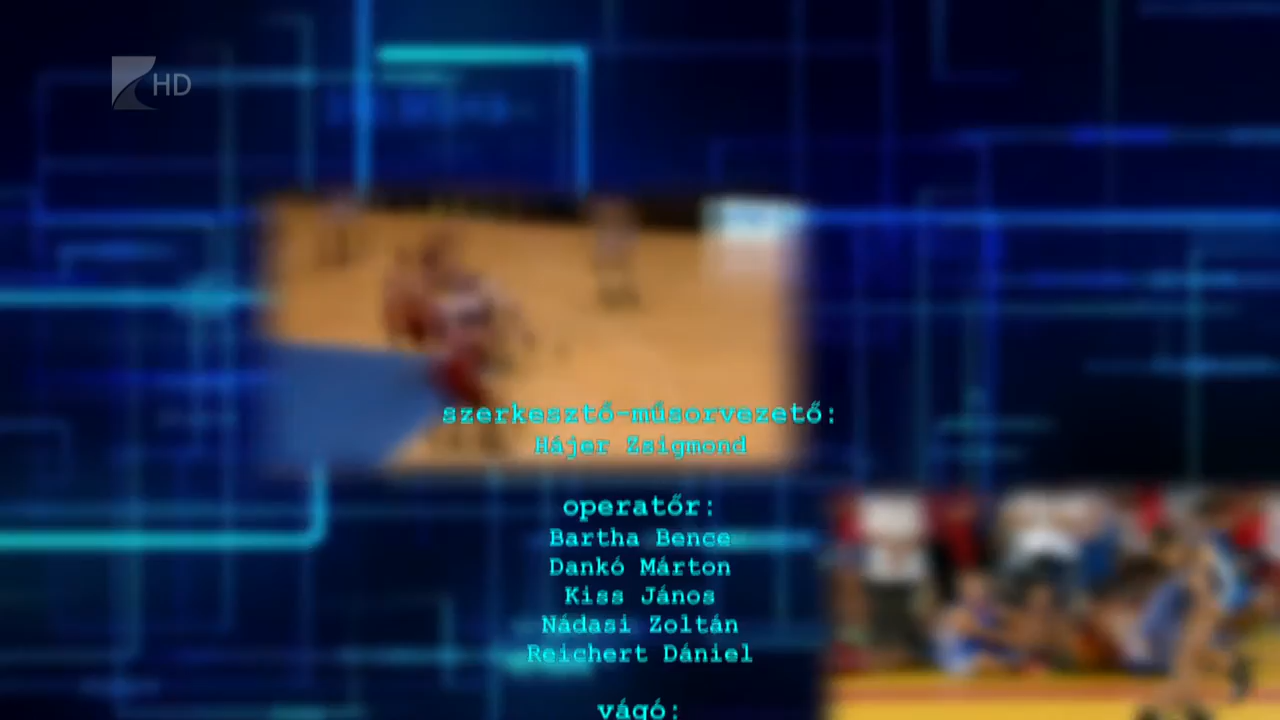 HD
szerkesztő-műsorvezető:
Hájer Zsigmond
operatőr:
Bartha Bence
Dankó Márton
Kiss János
Nádasi Zoltán
Reichert Dániel
vágó: